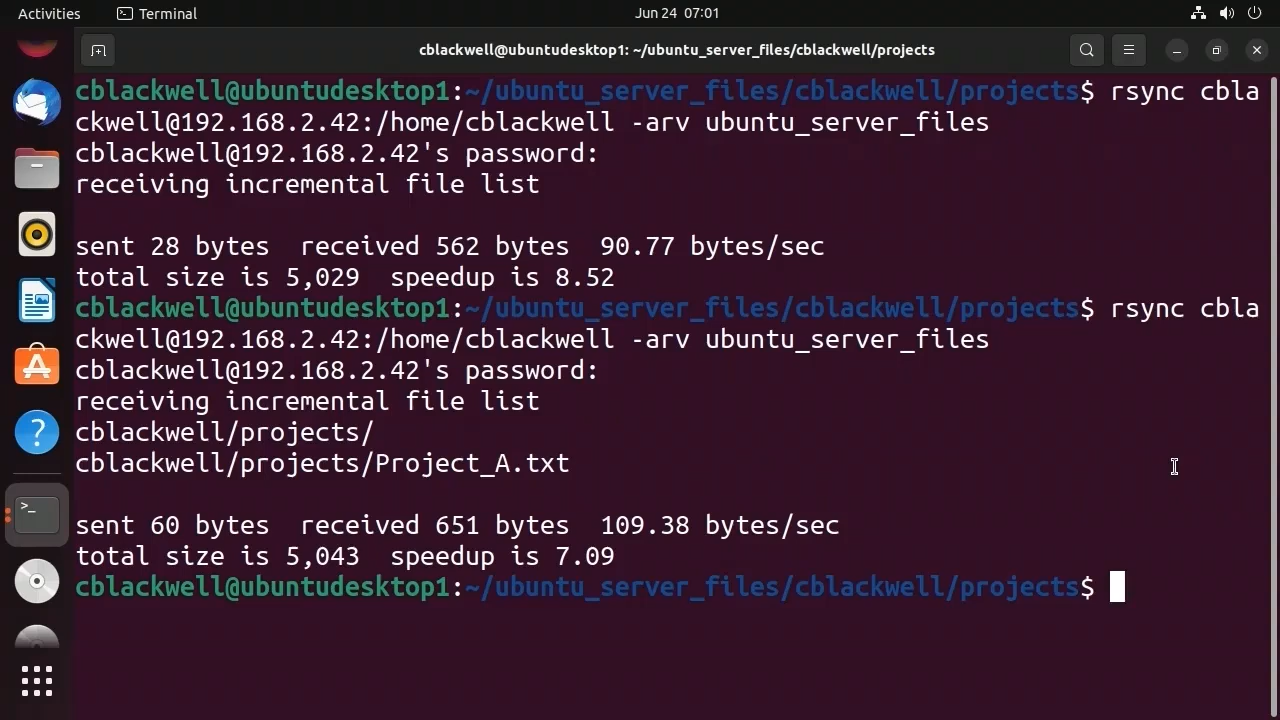 Activities Terminal Jun 24 07:01
cblackwell@ubuntudesktop1: ~/ubuntu_server_files/cblackwell/projects
cblackwell@ubuntudesktop1:~/ubuntu_server_files/cblackwell/projects$ rsync cbla
ckwell@192.168.2.42:/home/cblackwell -arv ubuntu_server_files
cblackwell@192.168.2.42's password:
receiving incremental file list
sent 28 bytes  received 562 bytes  90.77 bytes/sec
total size is 5,029  speedup is 8.52
cblackwell@ubuntudesktop1:~/ubuntu_server_files/cblackwell/projects$ rsync cbla
ckwell@192.168.2.42:/home/cblackwell -arv ubuntu_server_files
cblackwell@192.168.2.42's password:
receiving incremental file list
cblackwell/projects/
cblackwell/projects/Project_A.txt
sent 60 bytes  received 651 bytes  109.38 bytes/sec
total size is 5,043  speedup is 7.09
cblackwell@ubuntudesktop1:~/ubuntu_server_files/cblackwell/projects$